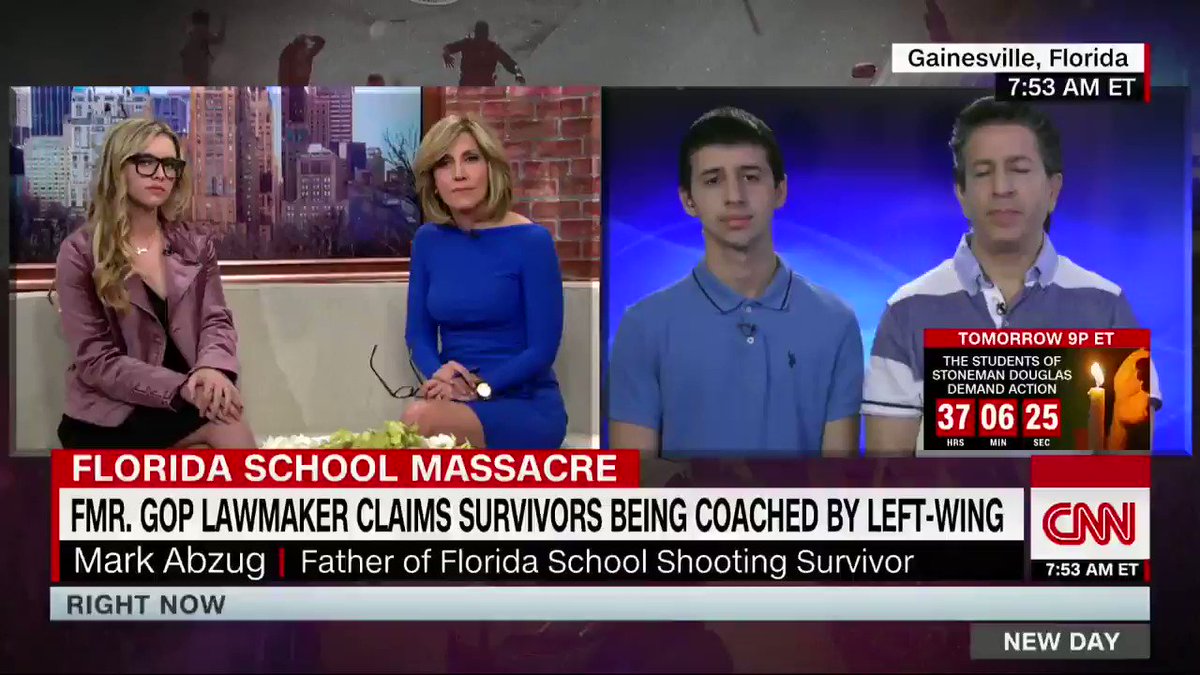 Gainesville, Florida
7:53 AM ET
TOMORROW 9P ET
THE STUDENTS OF
STONEMAN DOUGLAS
DEMAND ACTION
37 06 25
HRS MIN SEC
FLORIDA SCHOOL MASSACRE
FMR. GOP LAWMAKER CLAIMS SURVIVORS BEING COACHED BY LEFT-WING
Mark Abzug | Father of Florida School Shooting Survivor
CNN
7:53 AM ET
RIGHT NOW
NEW DAY